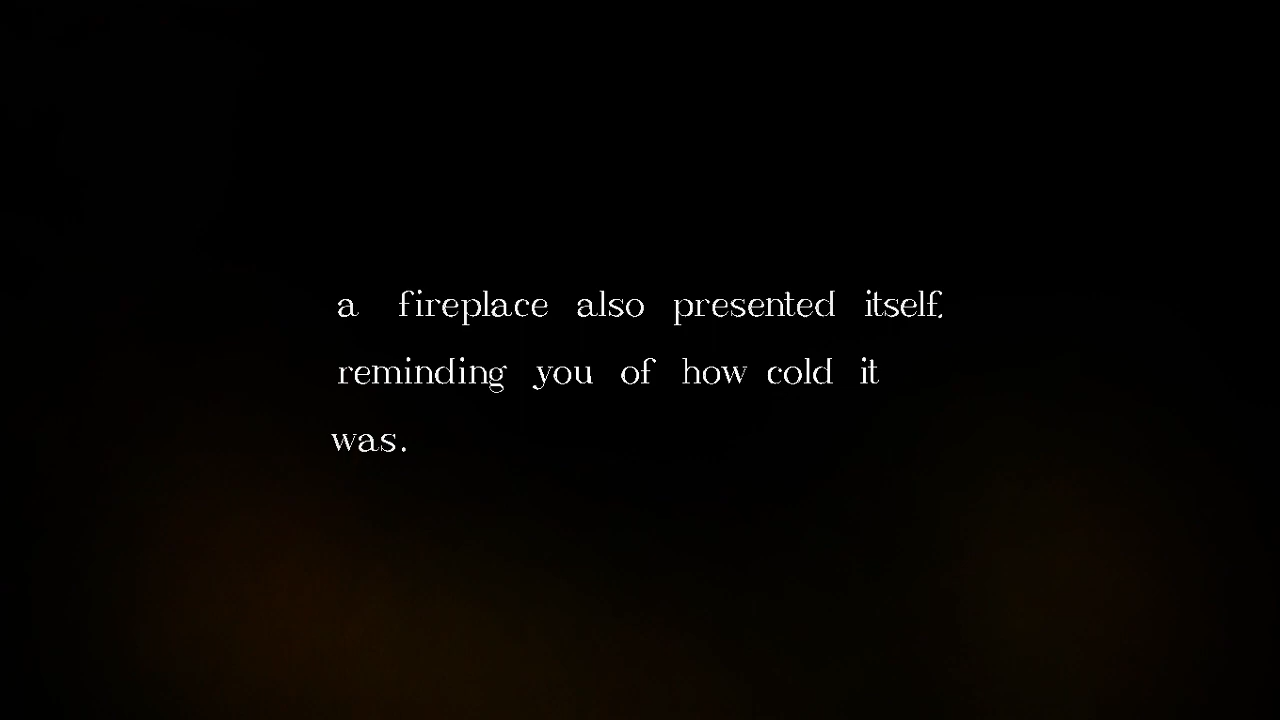 a fireplace also presented itself,
reminding you of how cold it
was.